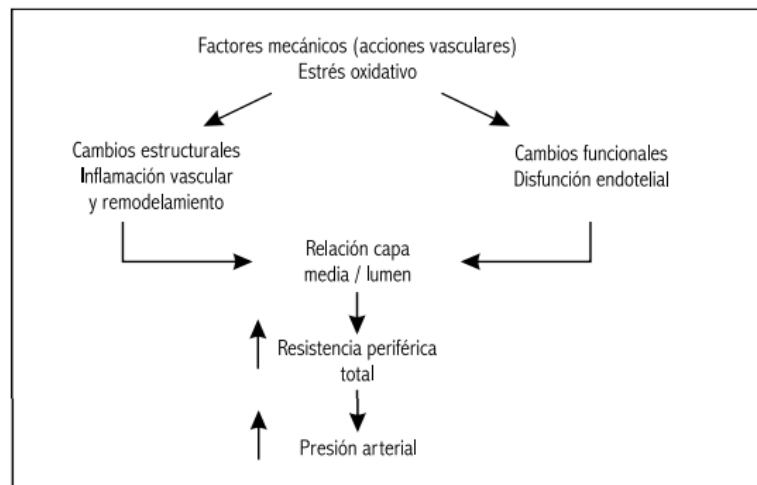 Factores mecánicos (acciones vasculares)
Estrés oxidativo
Cambios estructurales
Inflamación vascular
y remodelamiento
Cambios funcionales
Disfunción endotelial
Relación capa
media / lumen
Resistencia periférica
total
Presión arterial